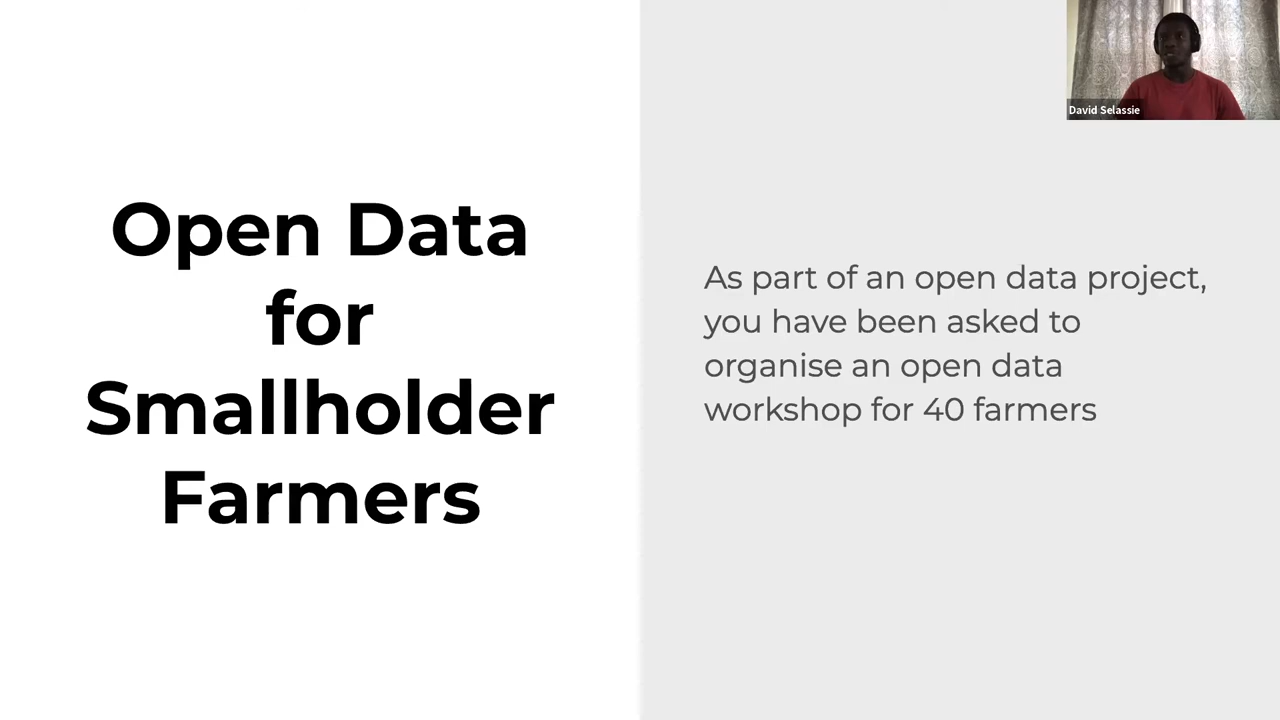 Open Data
for
Smallholder
Farmers
As part of an open data project,
you have been asked to
organise an open data
workshop for 40 farmers
David Selassie